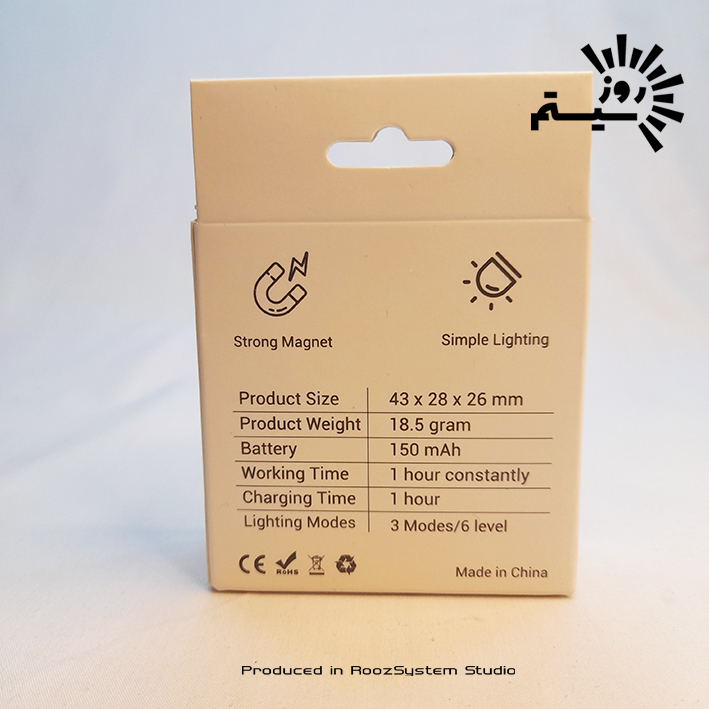 روز
سیستم
Strong Magnet
Simple Lighting
Product Size 43 x 28 x 26 mm
Product Weight 18.5 gram
Battery 150 mAh
Working Time 1 hour constantly
Charging Time 1 hour
Lighting Modes 3 Modes/6 level
CE RoHS Made in China
Produced in RoozSystem Studio